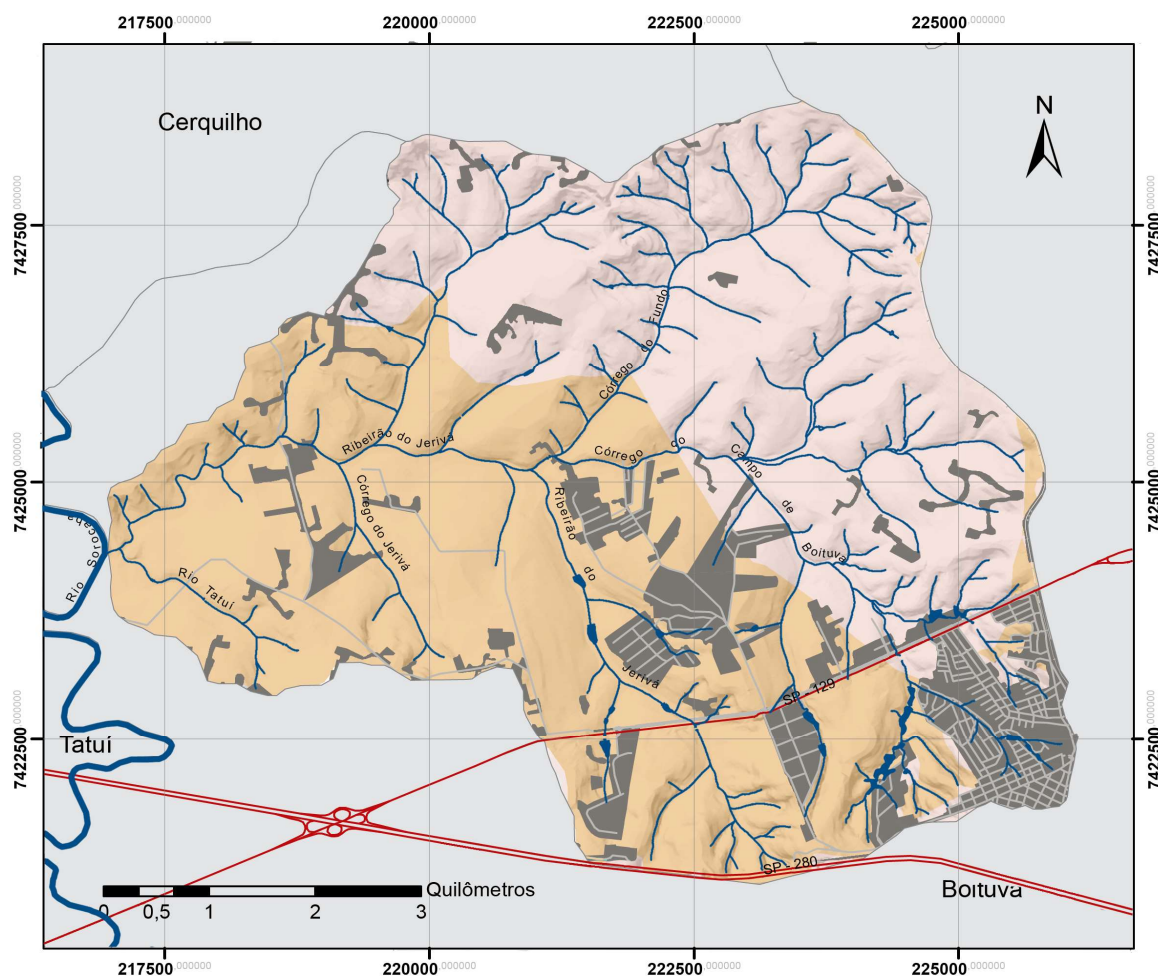 217500,000000
220000,000000
222500,000000
225000,000000
Cerquilho
N
7427500,000000
7427500,000000
Córrego do Fundo
Ribeirão do Jerivá
Córrego do Campo de Boituva
7425000,000000
7425000,000000
Córrego do Jerivá
Ribeirão do Jerivá
Rio Sorocaba
Rio Tatuí
SP - 129
Tatuí
7422500,000000
7422500,000000
SP - 280
Boituva
Quilômetros
0 0,5 1 2 3
217500,000000
220000,000000
222500,000000
225000,000000